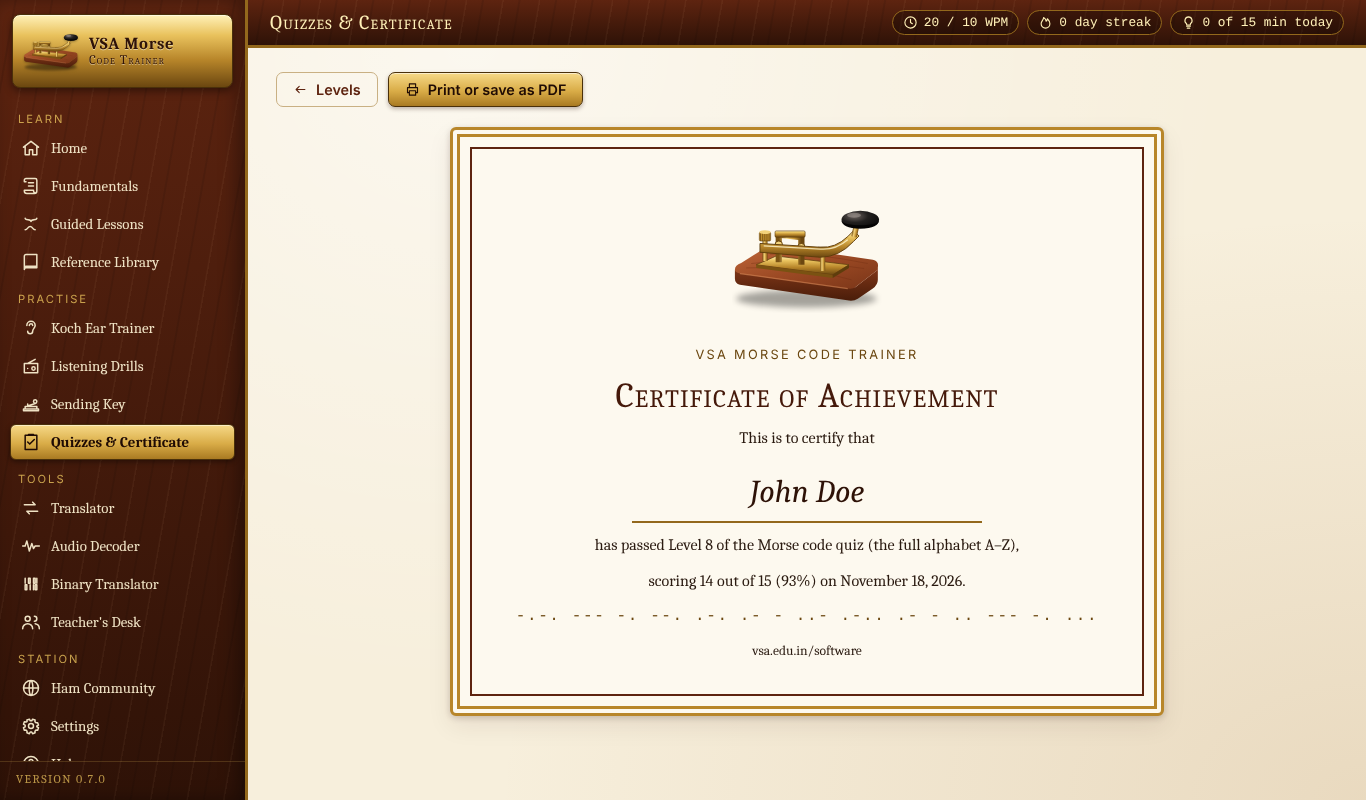 VSA Morse
Code Trainer
LEARN
Home
Fundamentals
Guided Lessons
Reference Library
PRACTISE
Koch Ear Trainer
Listening Drills
Sending Key
Quizzes & Certificate
TOOLS
Translator
Audio Decoder
Binary Translator
Teacher's Desk
STATION
Ham Community
Settings
VERSION 0.7.0
Quizzes & Certificate
20 / 10 WPM
0 day streak
0 of 15 min today
← Levels
Print or save as PDF
VSA MORSE CODE TRAINER
Certificate of Achievement
This is to certify that
John Doe
has passed Level 8 of the Morse code quiz (the full alphabet A–Z),
scoring 14 out of 15 (93%) on November 18, 2026.
-.-. --- -. --. .-. .- - ..- .-.. .- - .. --- -. ...
vsa.edu.in/software